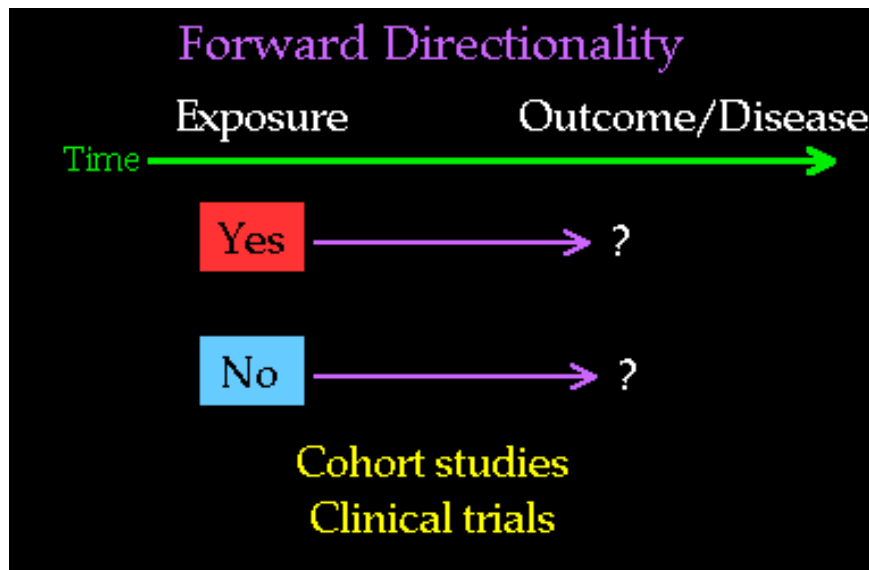 Forward Directionality
Exposure Outcome/Disease
Time
Yes ?
No ?
Cohort studies
Clinical trials